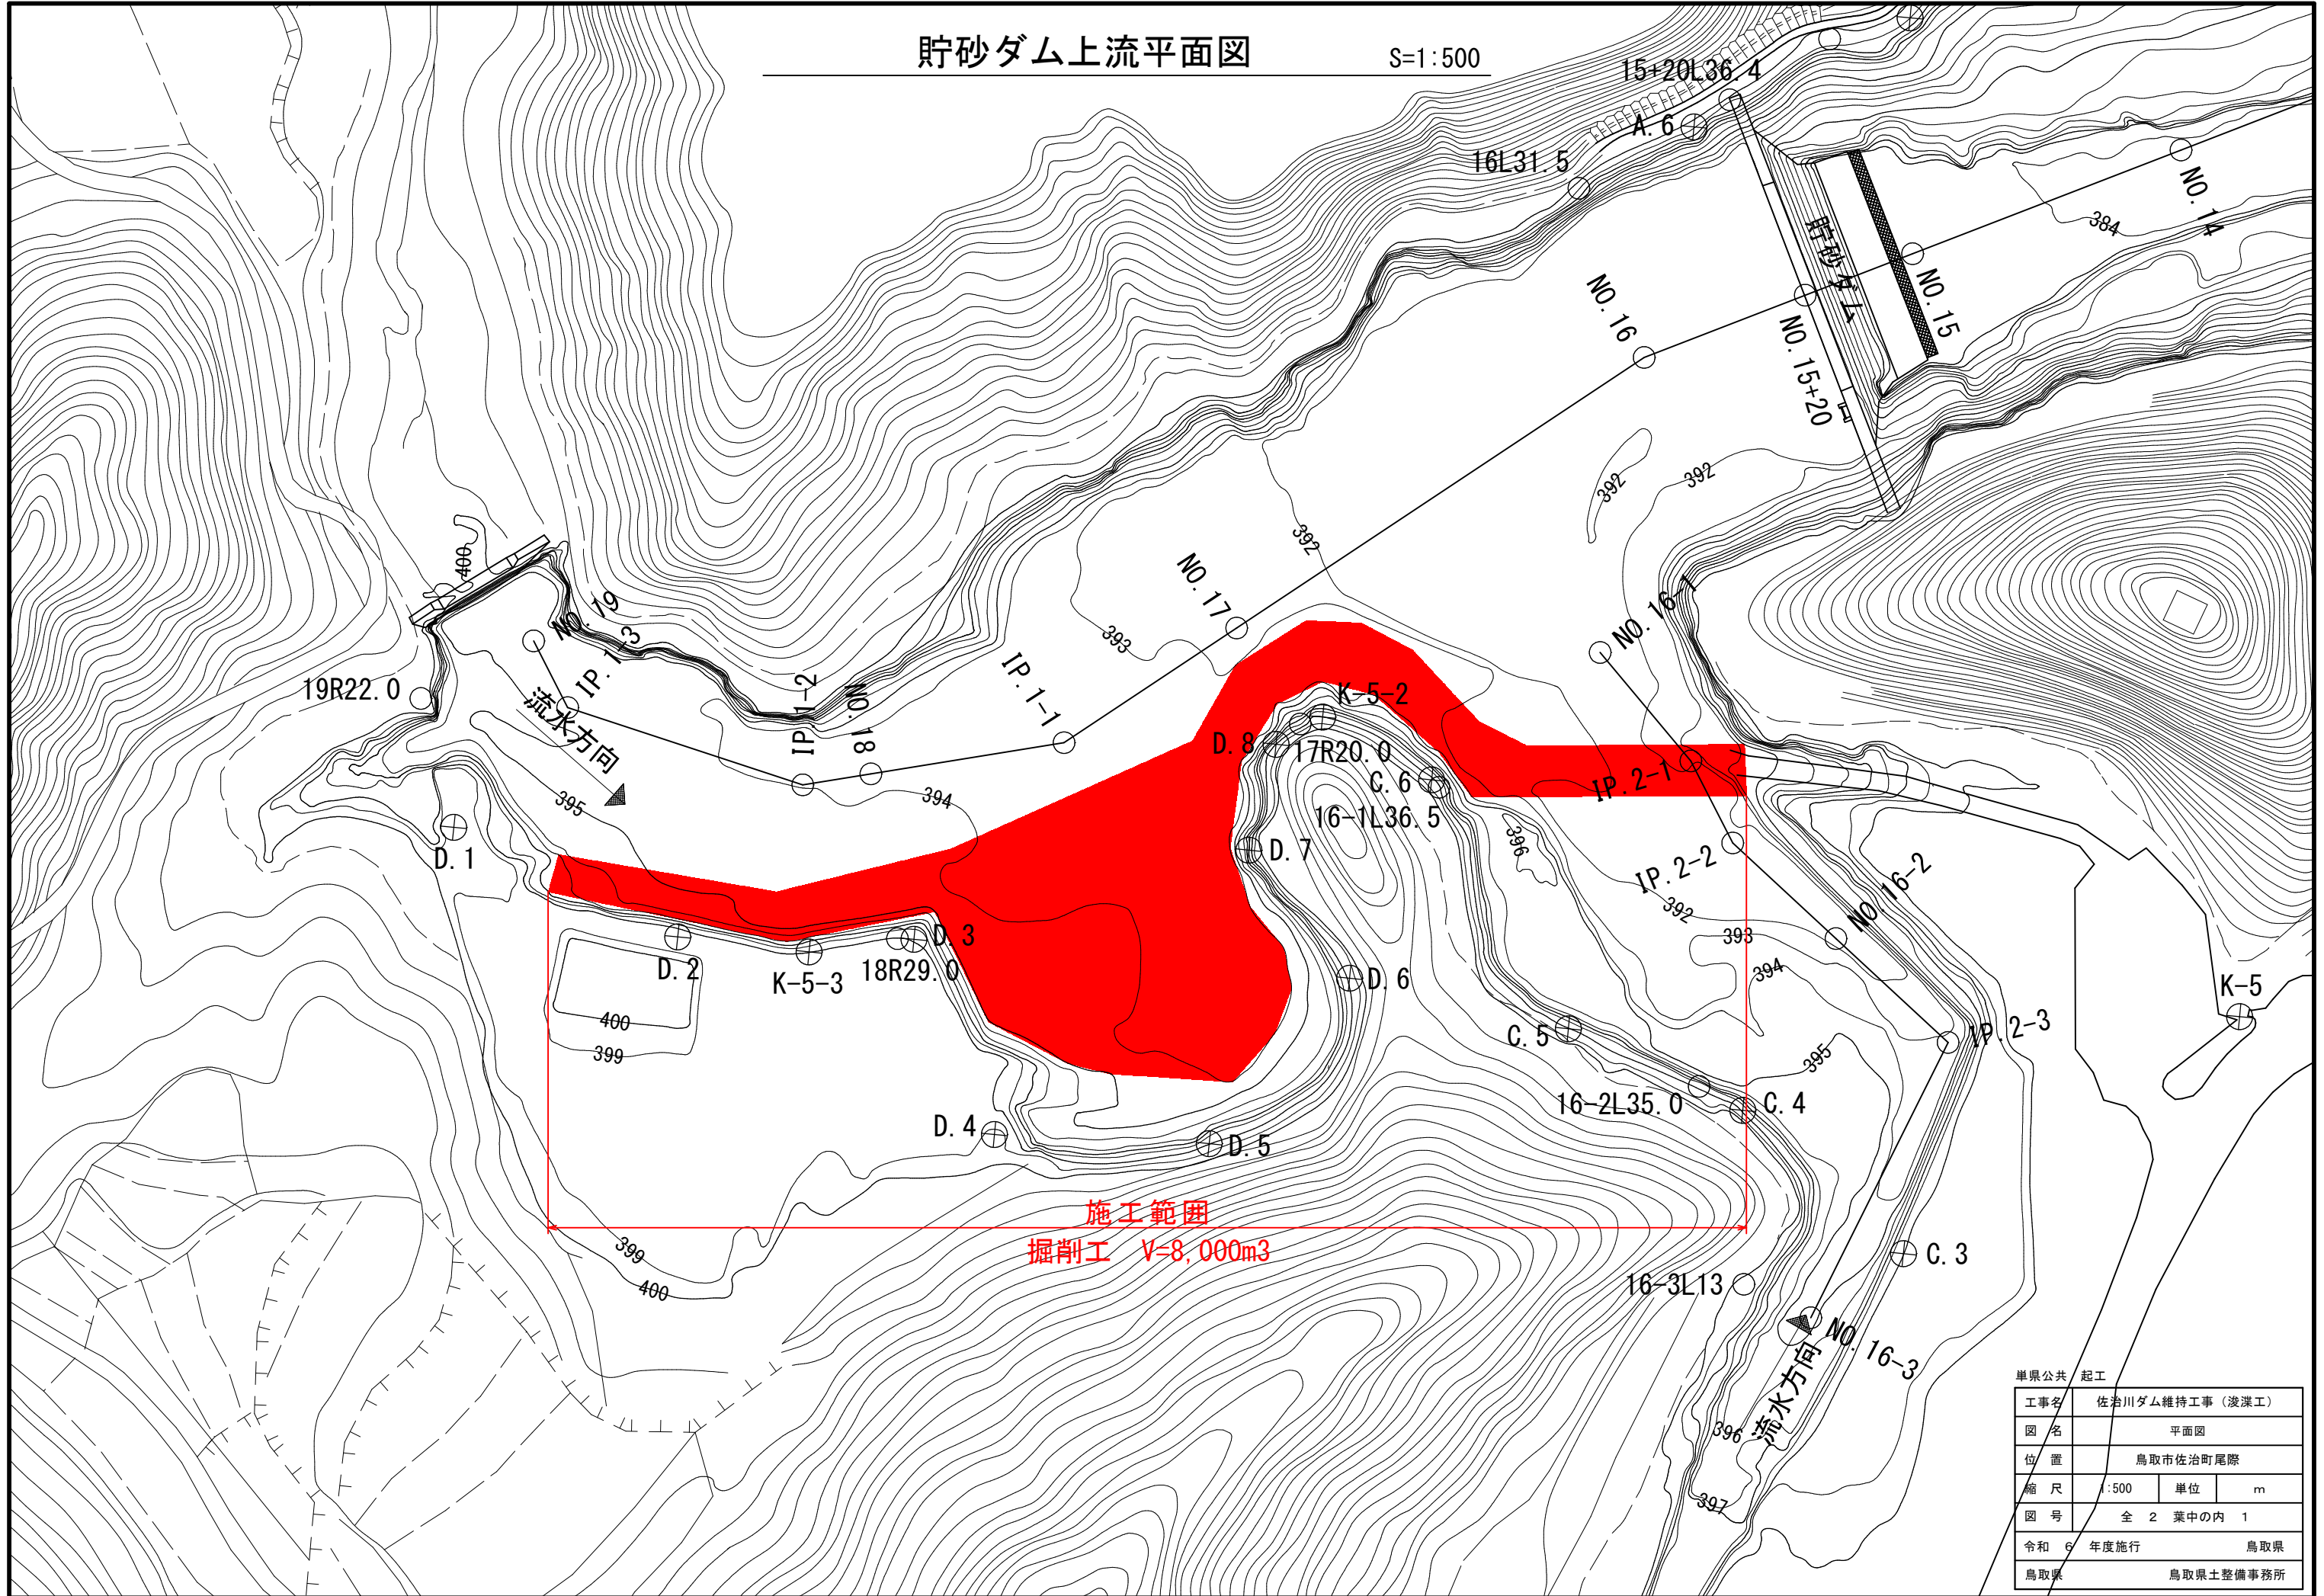 貯砂ダム上流平面図 S=1:500
15+20L36.4
A.6
16L31.5
NO.14
384
貯砂ダム
NO.15
NO.16
NO.15+20
392
392
392
400
NO.17
393
NO.19
IP.1-3
NO.16-1
19R22.0
流水方向
IP.1-2
NO.18
IP.1-1
K-5-2
D.8
17R20.0
C.6
IP.2-1
395
394
16-1L36.5
396
D.1
D.7
IP.2-2
NO.16-2
392
393
D.3
D.2
K-5-3
18R29.0
D.6
394
K-5
400
399
C.5
IP.2-3
395
16-2L35.0
C.4
D.4
D.5
施工範囲
掘削工 V=8,000m3
399
400
C.3
16-3L13
NO.16-3
流水方向
396
397
単県公共 起工
工事名 佐治川ダム維持工事（浚渫工）
図 名 平面図
位 置 鳥取市佐治町尾際
縮 尺 1:500 単位 m
図 号 全 2 葉中の内 1
令和 6 年度施行 鳥取県
鳥取県 鳥取県土整備事務所